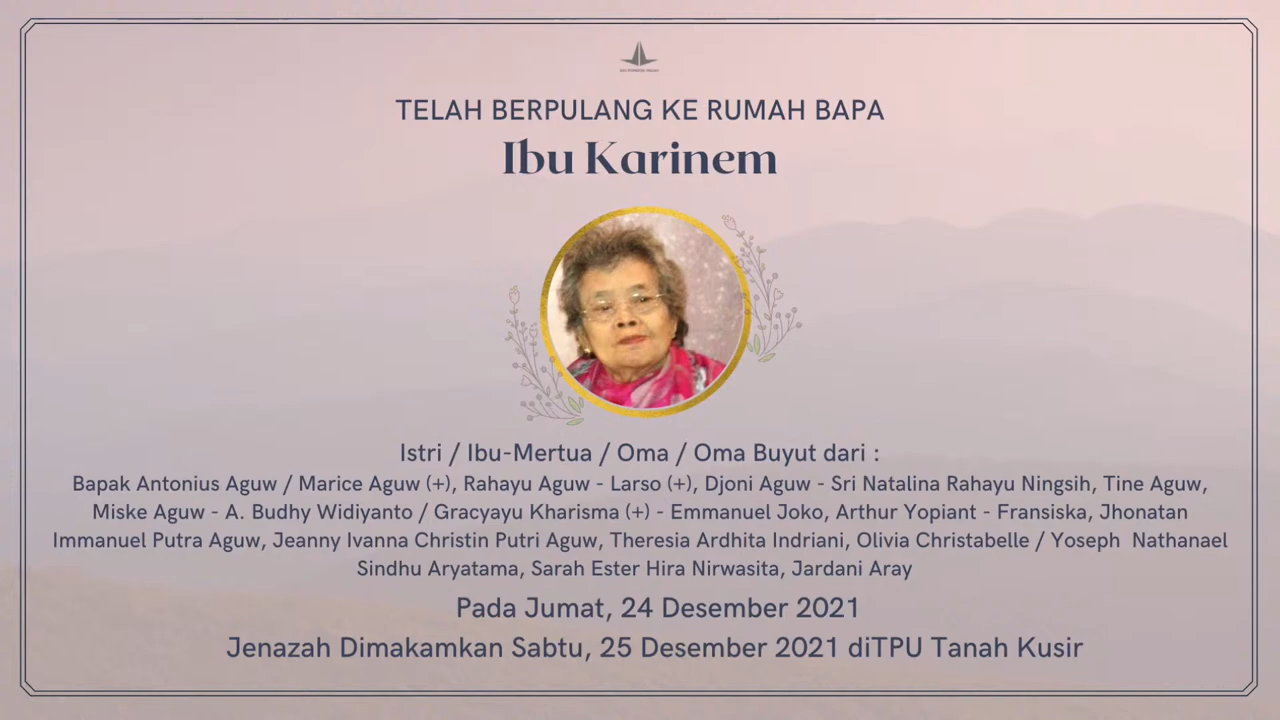 TELAH BERPULANG KE RUMAH BAPA
Ibu Karinem
Istri / Ibu-Mertua / Oma / Oma Buyut dari :
Bapak Antonius Aguw / Marice Aguw (+), Rahayu Aguw - Larso (+), Djoni Aguw - Sri Natalina Rahayu Ningsih, Tine Aguw,
Miske Aguw - A. Budhy Widiyanto / Gracyayu Kharisma (+) - Emmanuel Joko, Arthur Yopiant - Fransiska, Jhonatan
Immanuel Putra Aguw, Jeanny Ivanna Christin Putri Aguw, Theresia Ardhita Indriani, Olivia Christabelle / Yoseph  Nathanael
Sindhu Aryatama, Sarah Ester Hira Nirwasita, Jardani Aray
Pada Jumat, 24 Desember 2021
Jenazah Dimakamkan Sabtu, 25 Desember 2021 diTPU Tanah Kusir